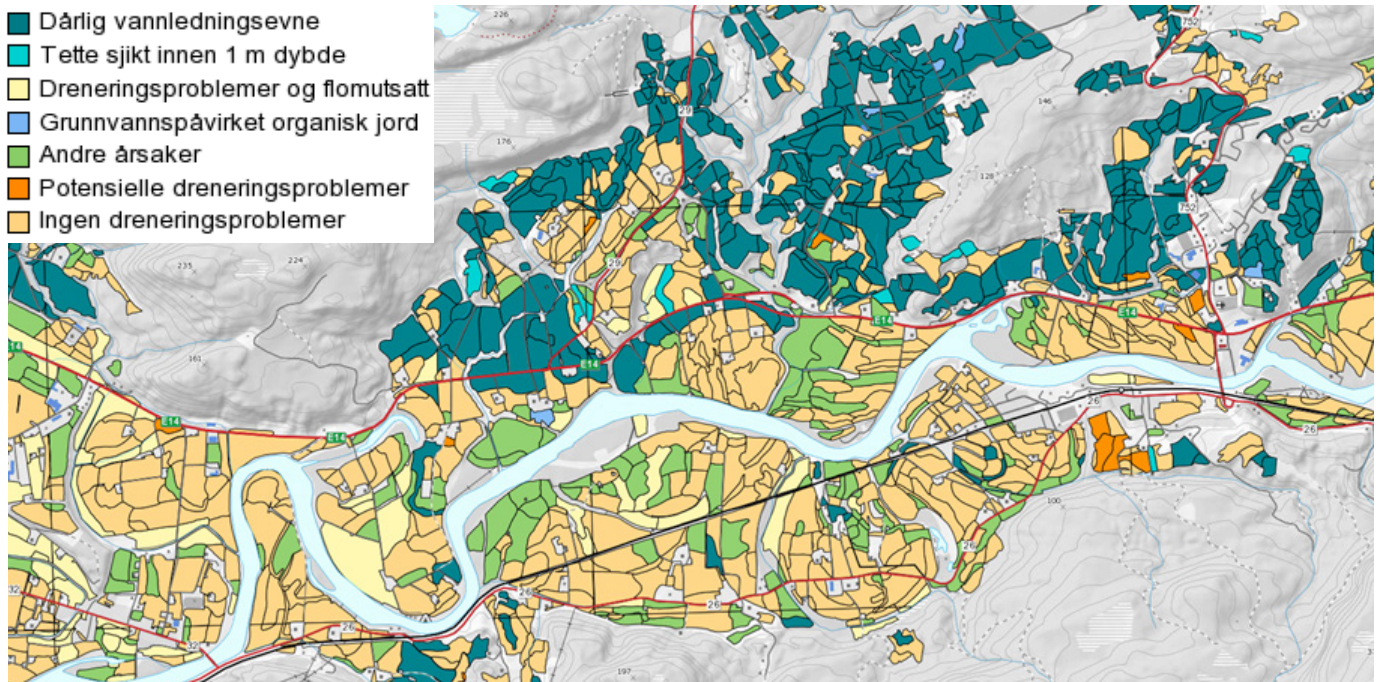 Dårlig vannledningsevne
Tette sjikt innen 1 m dybde
Dreneringsproblemer og flomutsatt
Grunnvannspåvirket organisk jord
Andre årsaker
Potensielle dreneringsproblemer
Ingen dreneringsproblemer
226
752
29
146
176
128
752
235
224
29
E14
E14
E14
14
161
26
E14
E14
26
100
26
32
26
26
26
32
197